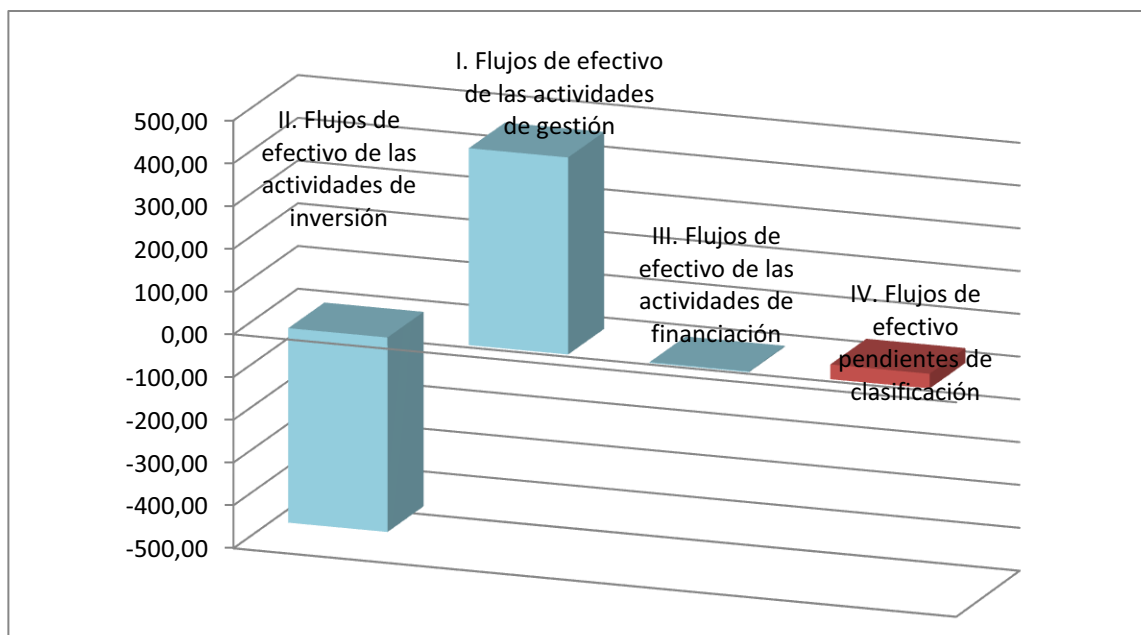 500,00
400,00
300,00
200,00
100,00
0,00
-100,00
-200,00
-300,00
-400,00
-500,00
II. Flujos de
efectivo de las
actividades de
inversión
I. Flujos de efectivo
de las actividades
de gestión
III. Flujos de
efectivo de las
actividades de
financiación
IV. Flujos de
efectivo
pendientes de
clasificación